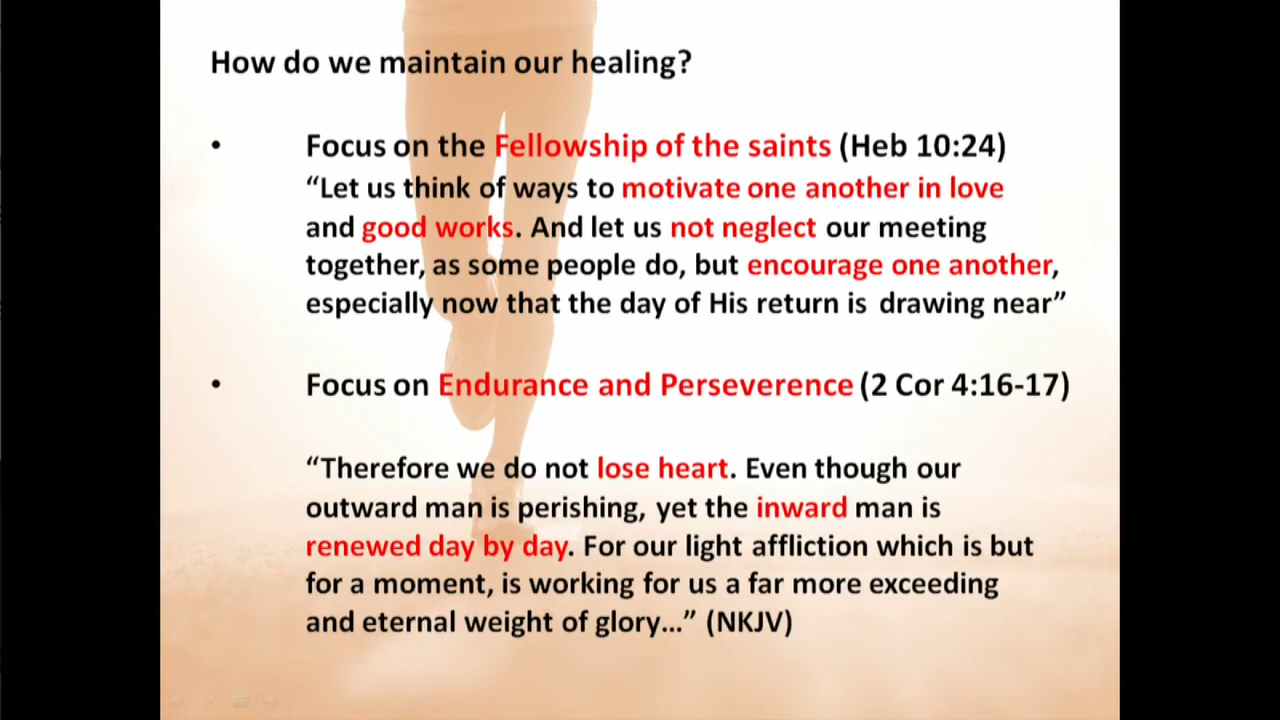 How do we maintain our healing?
• Focus on the Fellowship of the saints (Heb 10:24)
“Let us think of ways to motivate one another in love
and good works. And let us not neglect our meeting
together, as some people do, but encourage one another,
especially now that the day of His return is drawing near”
• Focus on Endurance and Perseverence (2 Cor 4:16-17)
“Therefore we do not lose heart. Even though our
outward man is perishing, yet the inward man is
renewed day by day. For our light affliction which is but
for a moment, is working for us a far more exceeding
and eternal weight of glory…” (NKJV)